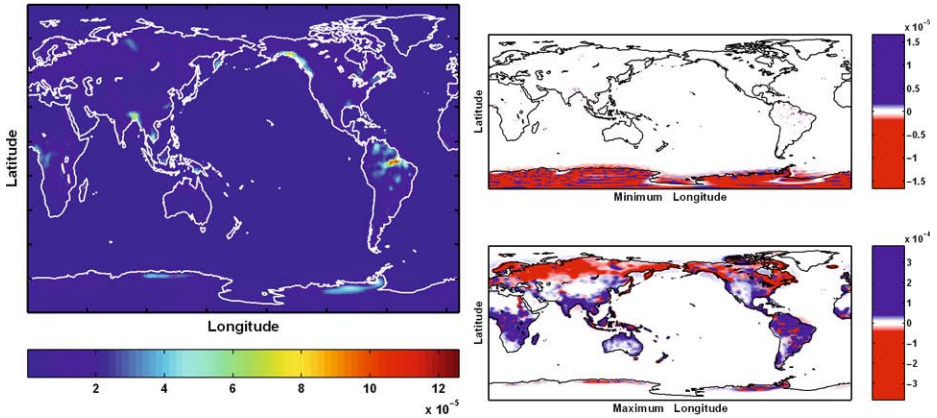 Latitude
Longitude
2 4 6 8 10 12
x 10⁻⁵
Latitude
Minimum Longitude
x 10⁻⁵
1.5
1
0.5
0
−0.5
−1
−1.5
Latitude
Maximum Longitude
x 10⁻⁴
3
2
1
0
−1
−2
−3